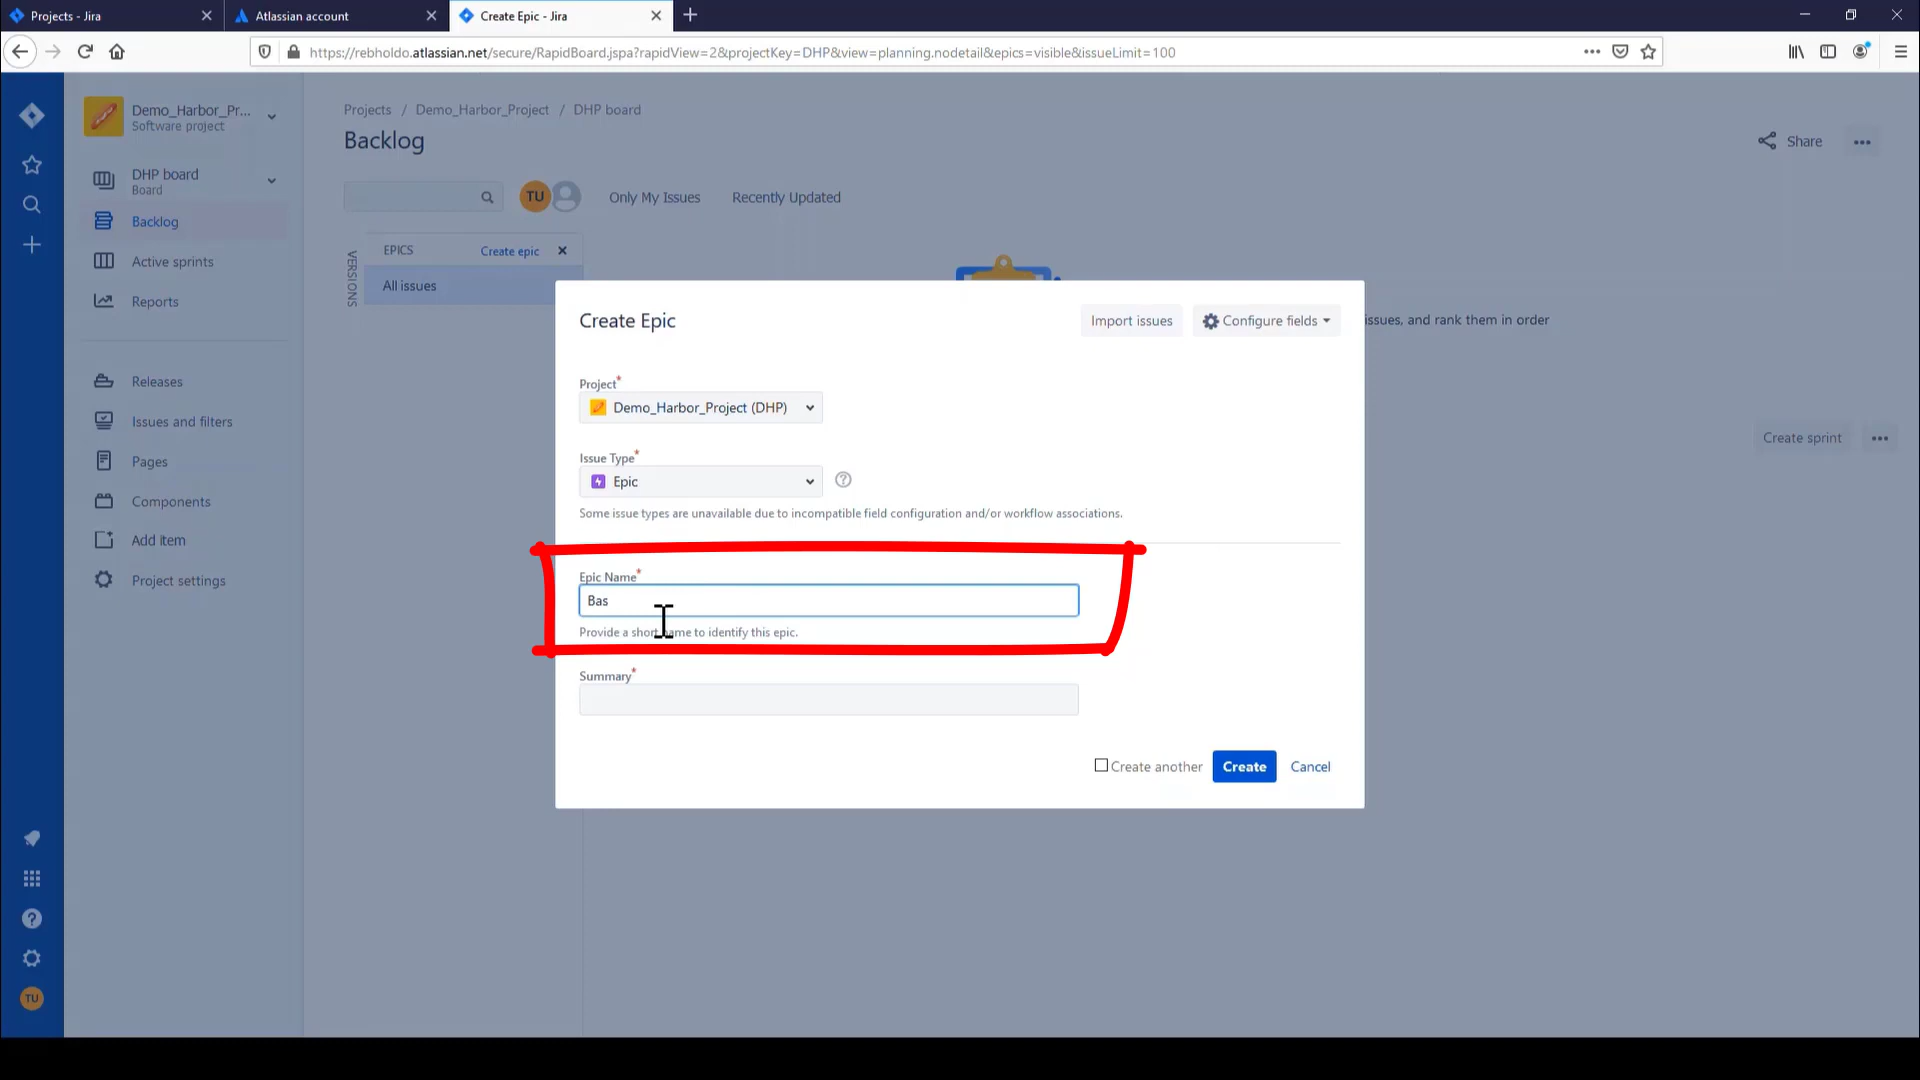 Projects - Jira
Atlassian account
Create Epic - Jira
https://rebholdo.atlassian.net/secure/RapidBoard.jspa?rapidView=2&projectKey=DHP&view=planning.nodetail&epics=visible&issueLimit=100
Demo_Harbor_Pr...
Software project
DHP board
Board
Backlog
Active sprints
Reports
Releases
Issues and filters
Pages
Components
Add item
Project settings
TU
Projects / Demo_Harbor_Project / DHP board
Backlog
Share
TU
Only My Issues
Recently Updated
VERSIONS
EPICS
Create epic
All issues
issues, and rank them in order
Create sprint
Create Epic
Import issues
Configure fields
Project*
Demo_Harbor_Project (DHP)
Issue Type*
Epic
Some issue types are unavailable due to incompatible field configuration and/or workflow associations.
Epic Name*
Bas
Provide a short name to identify this epic.
Summary*
Create another
Create
Cancel